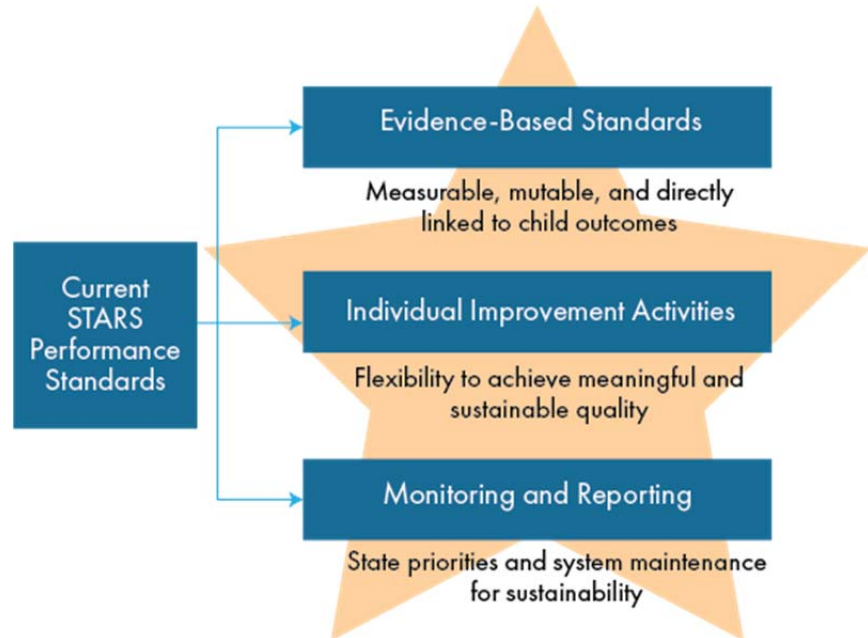 Current
STARS
Performance
Standards
Evidence-Based Standards
Measurable, mutable, and directly
linked to child outcomes
Individual Improvement Activities
Flexibility to achieve meaningful and
sustainable quality
Monitoring and Reporting
State priorities and system maintenance
for sustainability